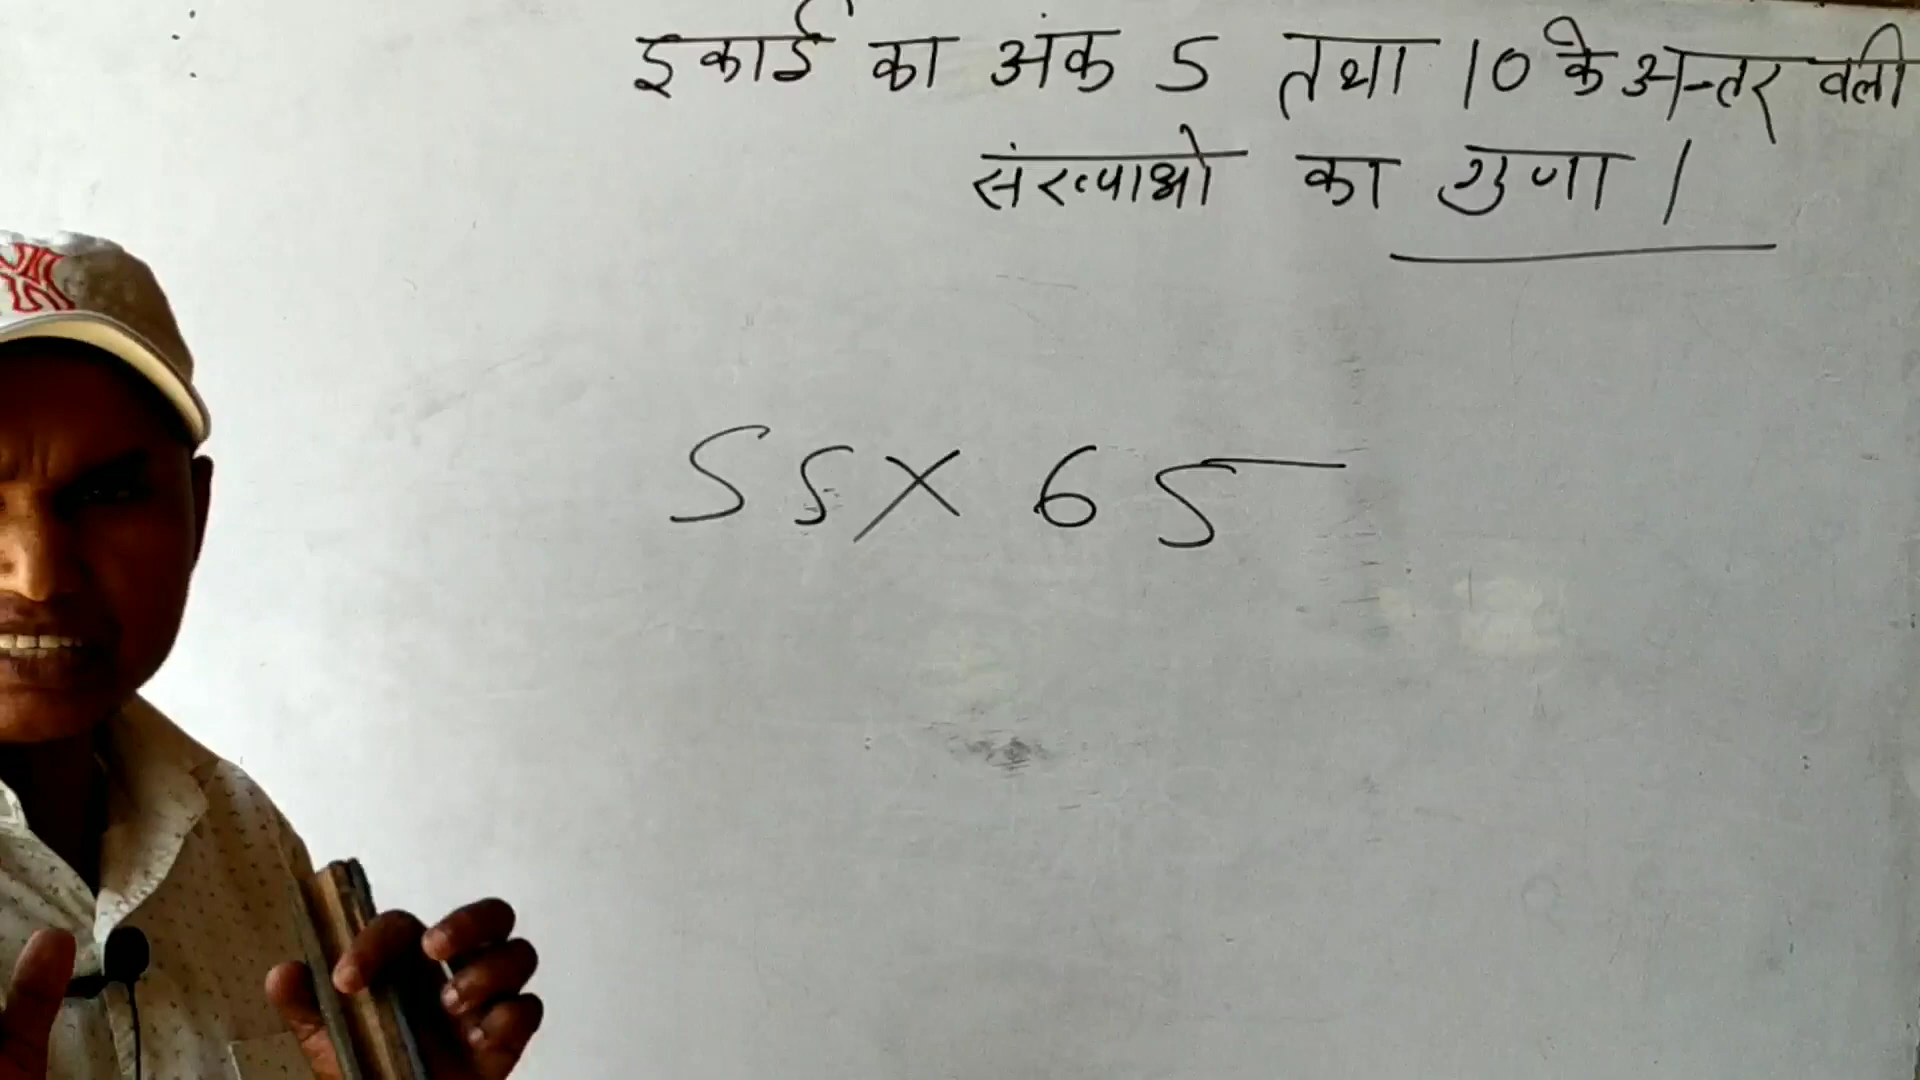 इकाई का अंक 5 तथा 10 के अन्तर वली
संख्याओ का गुणा।
55 × 65